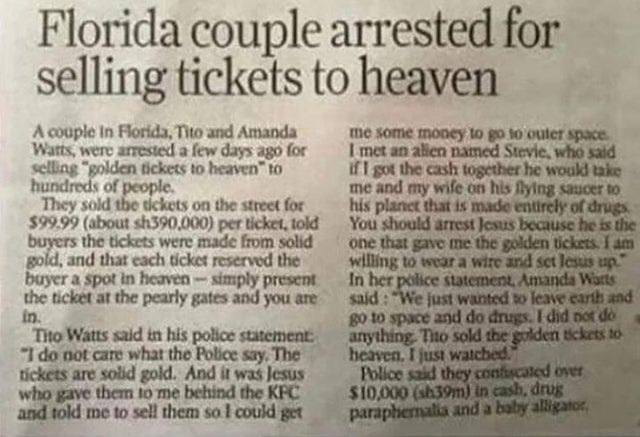 Florida couple arrested for
selling tickets to heaven
A couple in Florida, Tito and Amanda
Watts, were arrested a few days ago for
selling "golden tickets to heaven" to
hundreds of people.
They sold the tickets on the street for
$99.99 (about sh390,000) per ticket, told
buyers the tickets were made from solid
gold, and that each ticket reserved the
buyer a spot in heaven — simply present
the ticket at the pearly gates and you are
in.
Tito Watts said in his police statement:
"I do not care what the Police say. The
tickets are solid gold. And it was Jesus
who gave them to me behind the KFC
and told me to sell them so I could get
me some money to go to outer space.
I met an alien named Stevie, who said
if I got the cash together he would take
me and my wife on his flying saucer to
his planet that is made entirely of drugs.
You should arrest Jesus because he is the
one that gave me the golden tickets. I am
willing to wear a wire and set Jesus up."
In her police statement, Amanda Watts
said : "We just wanted to leave earth and
go to space and do drugs. I did not do
anything. Tito sold the golden tickets to
heaven. I just watched."
Police said they confiscated over
$10,000 (sh39m) in cash, drug
paraphernalia and a baby alligator.